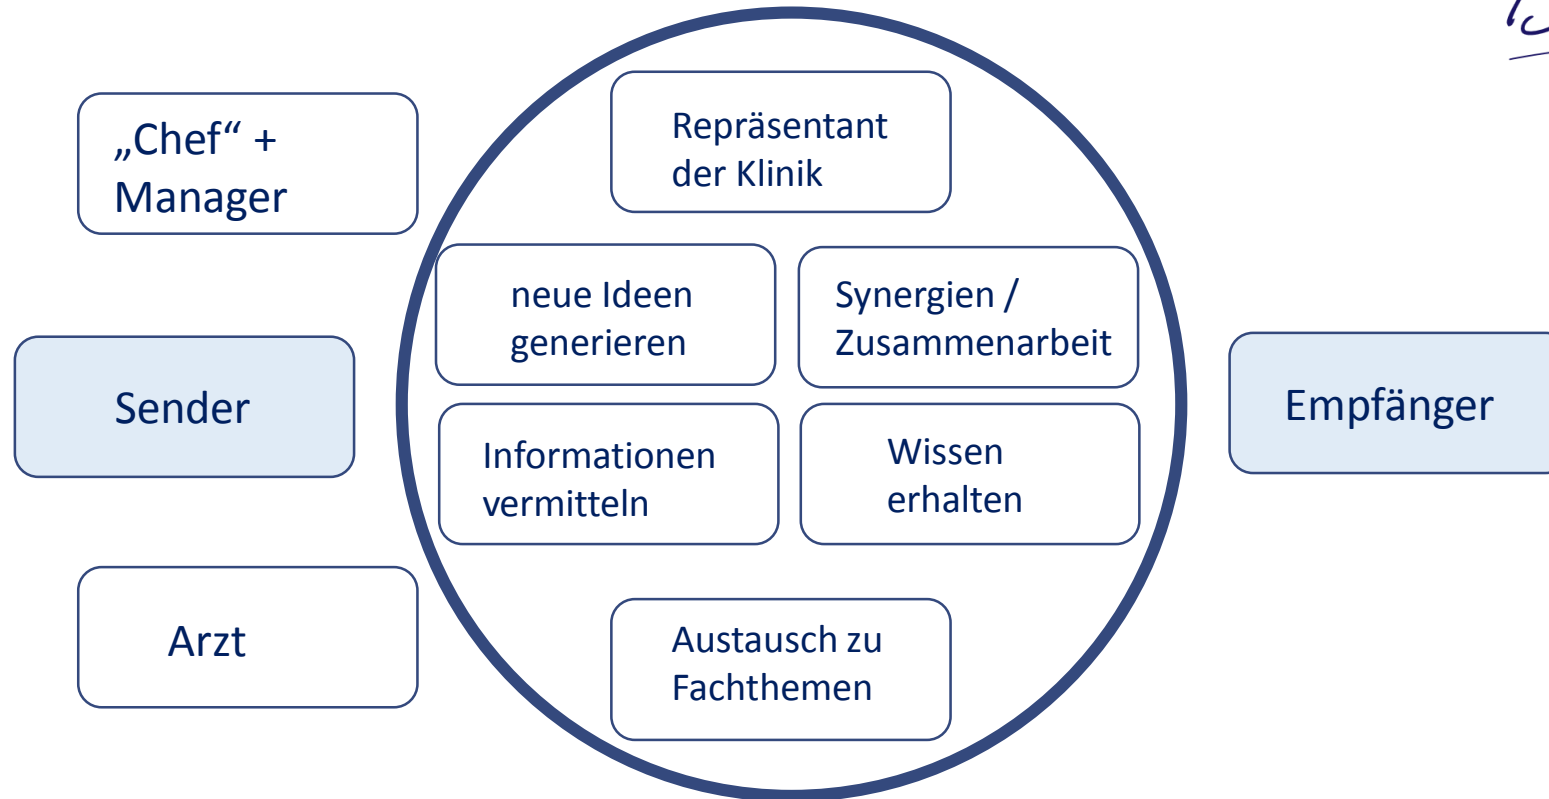 „Chef“ +
Manager
Repräsentant
der Klinik
neue Ideen
generieren
Synergien /
Zusammenarbeit
Sender
Empfänger
Informationen
vermitteln
Wissen
erhalten
Arzt
Austausch zu
Fachthemen